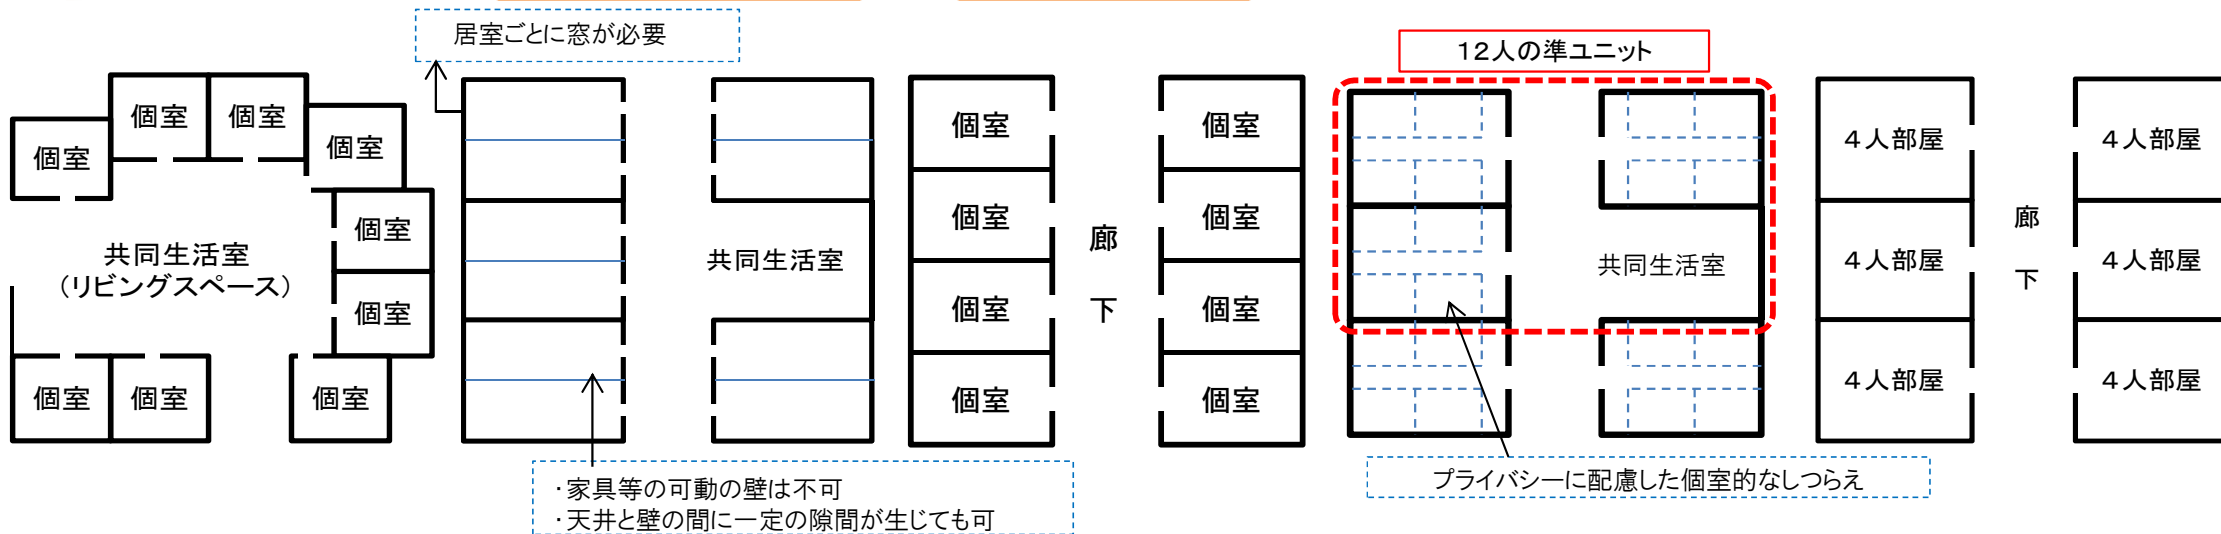 居室ごとに窓が必要
個室
個室
個室
個室
個室
個室
共同生活室
（リビングスペース）
個室
個室
個室
共同生活室
・家具等の可動の壁は不可
・天井と壁の間に一定の隙間が生じても可
個室
個室
個室
個室
廊
下
個室
個室
個室
個室
12人の準ユニット
共同生活室
プライバシーに配慮した個室的なしつらえ
４人部屋
４人部屋
４人部屋
廊
下
４人部屋
４人部屋
４人部屋